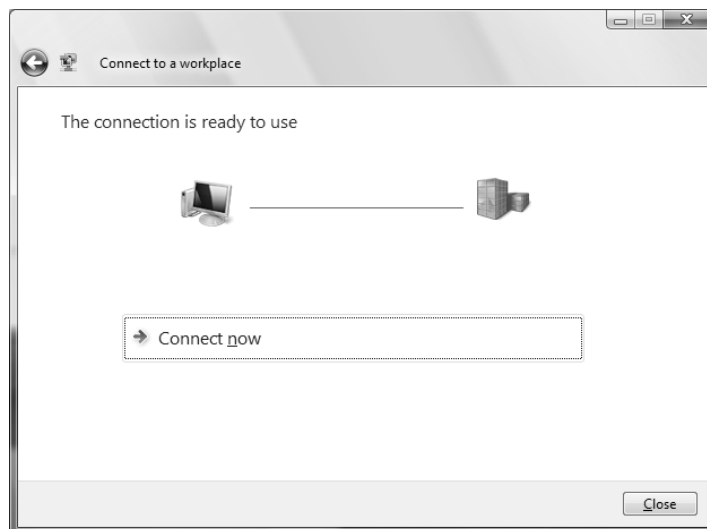 Connect to a workplace
The connection is ready to use
Connect now
Close